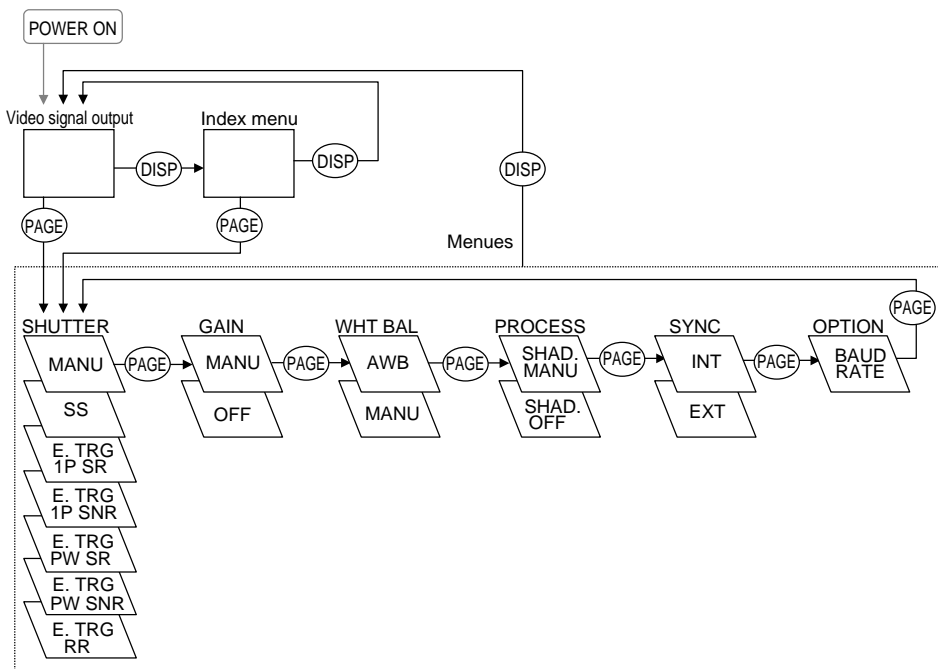 POWER ON
Video signal output
Index menu
DISP
DISP
DISP
PAGE
PAGE
Menues
PAGE
SHUTTER
GAIN
WHT BAL
PROCESS
SYNC
OPTION
MANU
PAGE
MANU
PAGE
AWB
PAGE
SHAD.
MANU
PAGE
INT
PAGE
BAUD
RATE
SS
OFF
MANU
SHAD.
OFF
EXT
E. TRG
1P SR
E. TRG
1P SNR
E. TRG
PW SR
E. TRG
PW SNR
E. TRG
RR